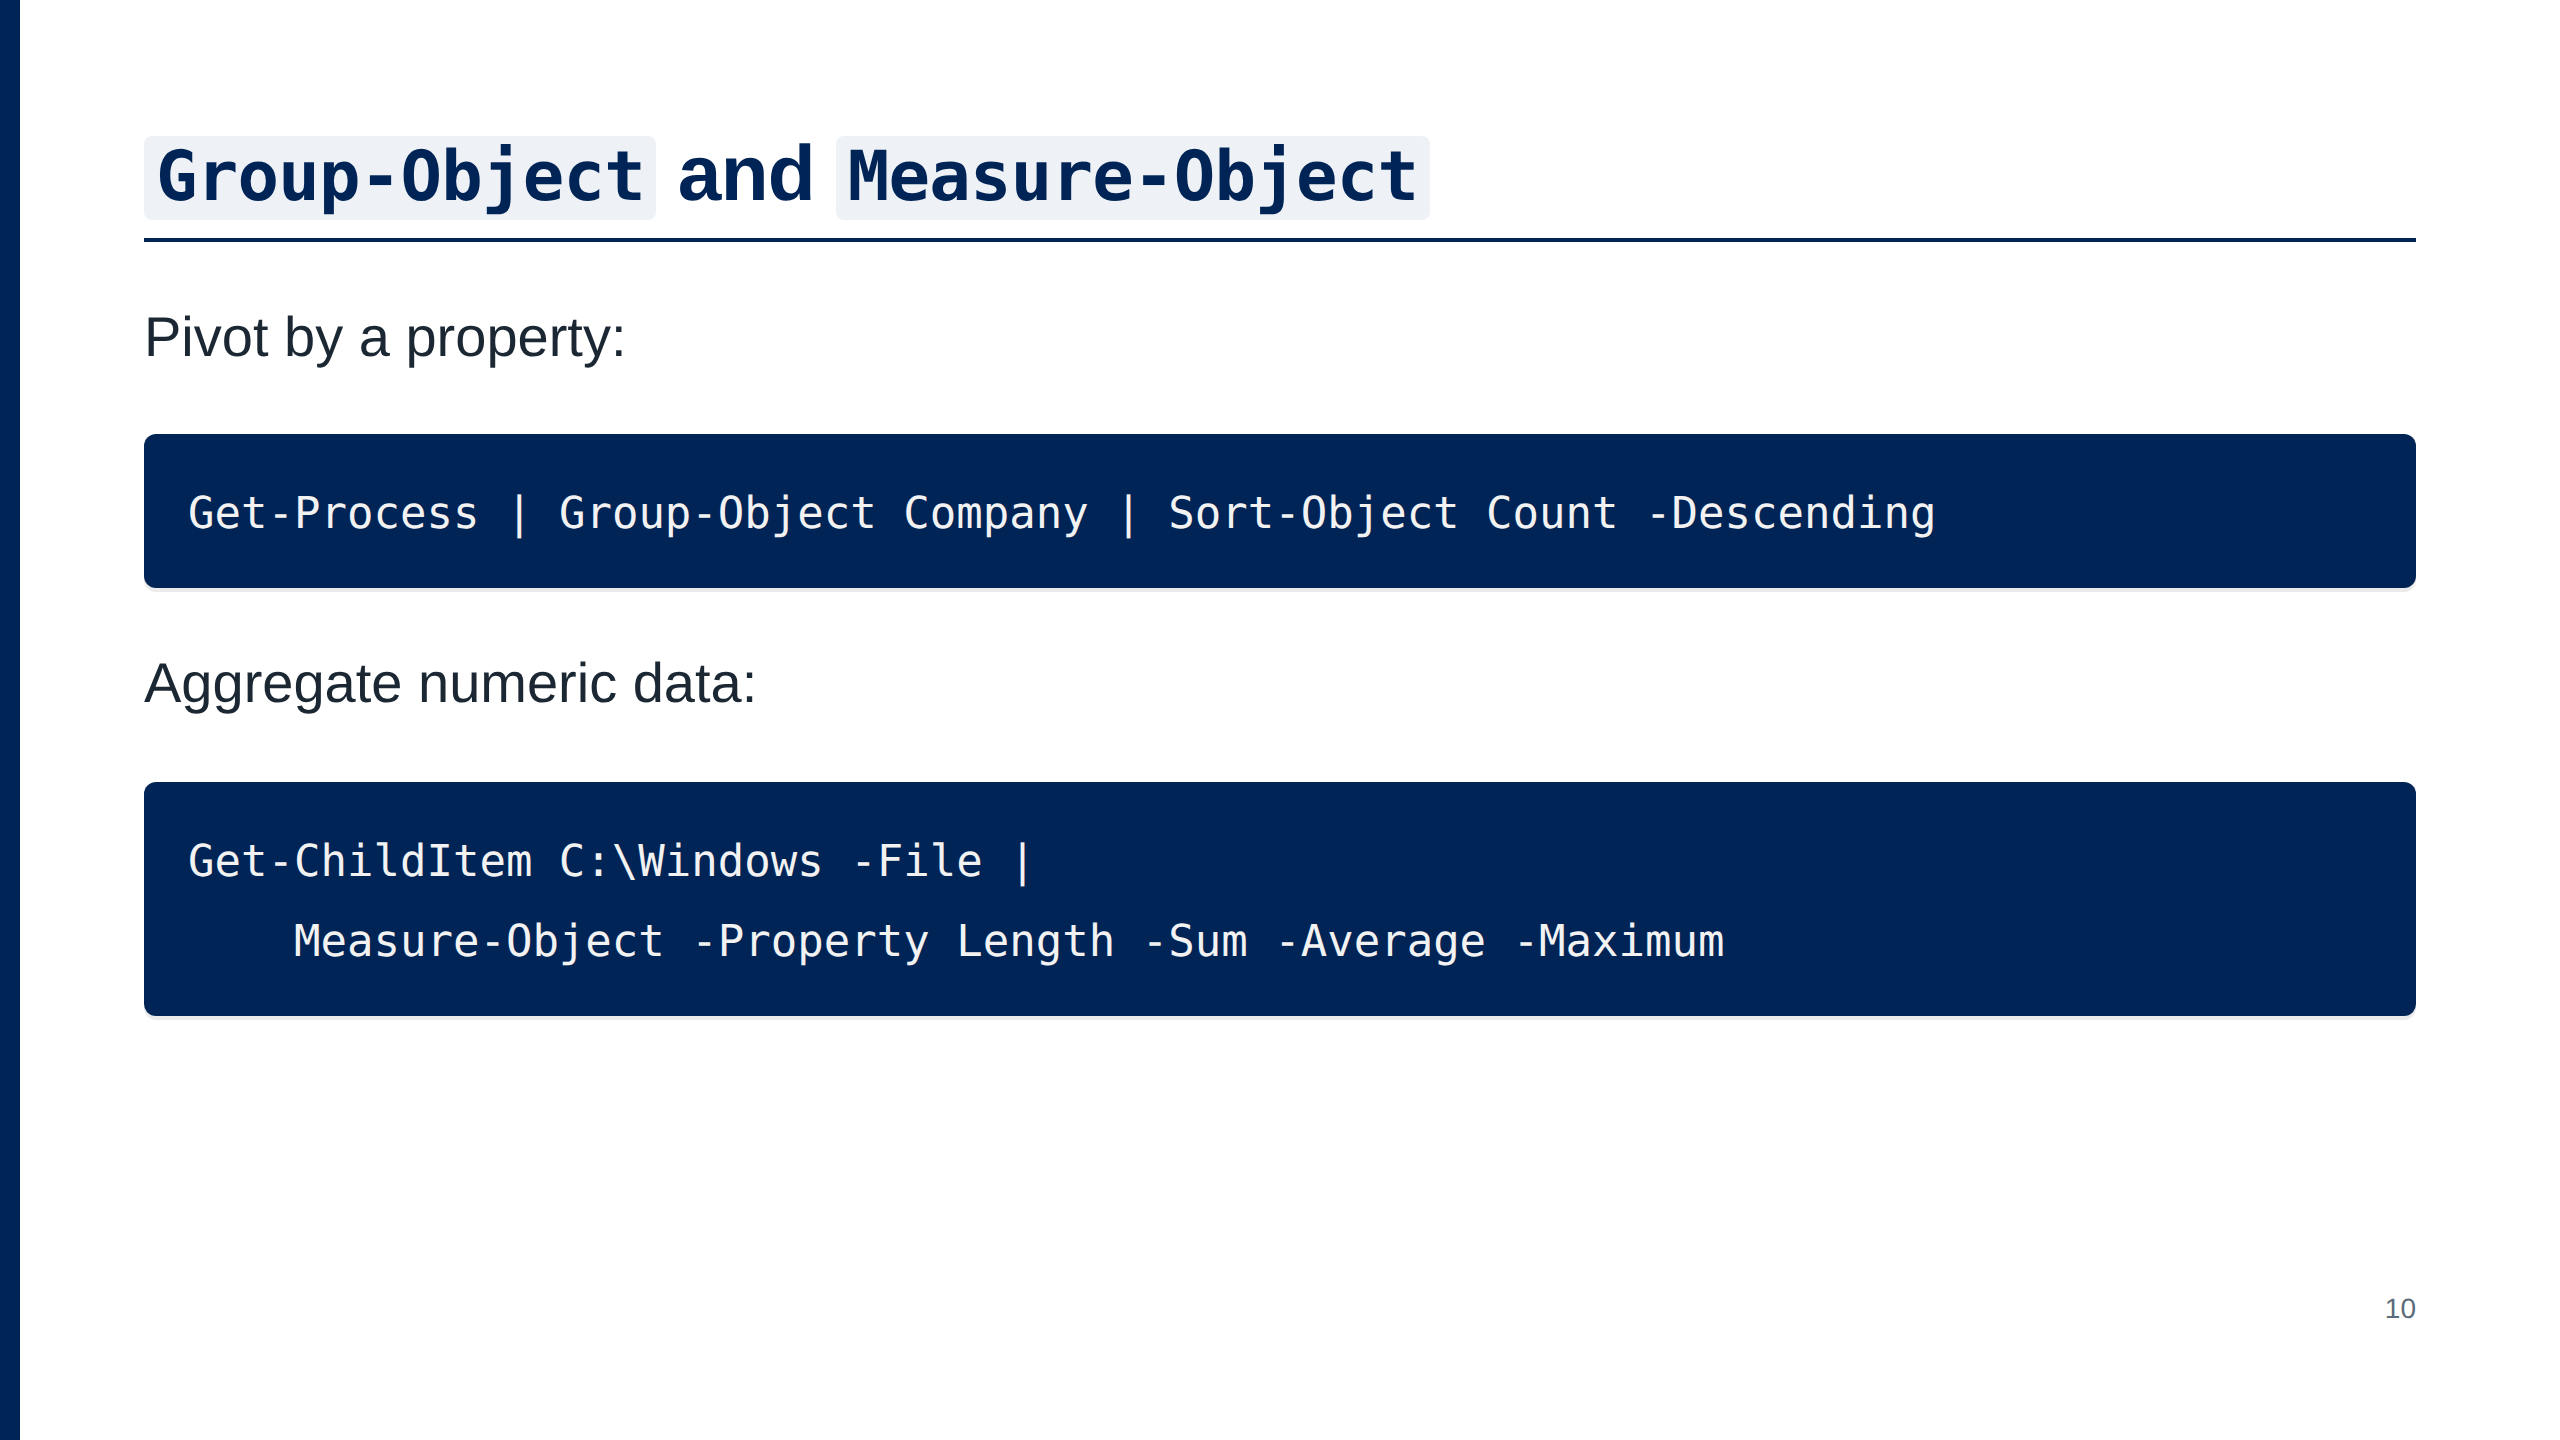 Group-Object and Measure-Object
Pivot by a property:
Get-Process | Group-Object Company | Sort-Object Count -Descending
Aggregate numeric data:
Get-ChildItem C:\Windows -File |
    Measure-Object -Property Length -Sum -Average -Maximum
10